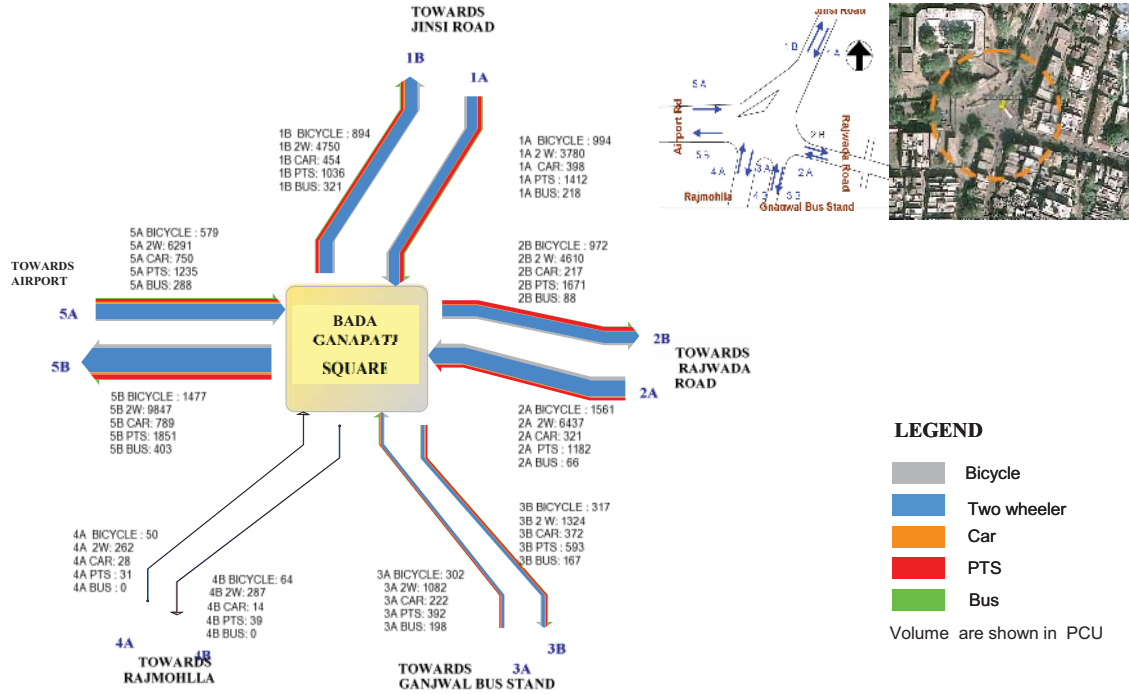 TOWARDS
JINSI ROAD
1B
1A
1B BICYCLE : 894
1B 2W: 4750
1B CAR: 454
1B PTS: 1036
1B BUS: 321
1A BICYCLE : 994
1A 2 W: 3780
1A CAR: 398
1A PTS : 1412
1A BUS: 218
5A BICYCLE : 579
5A 2W: 6291
5A CAR: 750
5A PTS: 1235
5A BUS: 288
TOWARDS
AIRPORT
5A
5B
2B BICYCLE : 972
2B 2 W: 4610
2B CAR: 217
2B PTS: 1671
2B BUS: 88
BADA
GANAPATI
SQUARE
2B
TOWARDS
RAJWADA
ROAD
2A
5B BICYCLE : 1477
5B 2W: 9847
5B CAR: 789
5B PTS: 1851
5B BUS: 403
2A BICYCLE : 1561
2A 2W: 6437
2A CAR: 321
2A PTS : 1182
2A BUS : 66
3B BICYCLE : 317
3B 2 W: 1324
3B CAR: 372
3B PTS: 593
3B BUS: 167
4A BICYCLE : 50
4A 2W: 262
4A CAR: 28
4A PTS : 31
4A BUS : 0
4B BICYCLE: 64
4B 2W: 287
4B CAR: 14
4B PTS: 39
4B BUS: 0
3A BICYCLE: 302
3A 2W: 1082
3A CAR: 222
3A PTS: 392
3A BUS: 198
4A
4B
TOWARDS
RAJMOHLLA
3A
3B
TOWARDS
GANJWAL BUS STAND
Jinsi Road
1B
1A
5A
Airport Rd
5B
2B
Rajwada
Road
4A
3A
2A
4B
3B
Rajmohlla
Gnagwal Bus Stand
LEGEND
Bicycle
Two wheeler
Car
PTS
Bus
Volume are shown in PCU